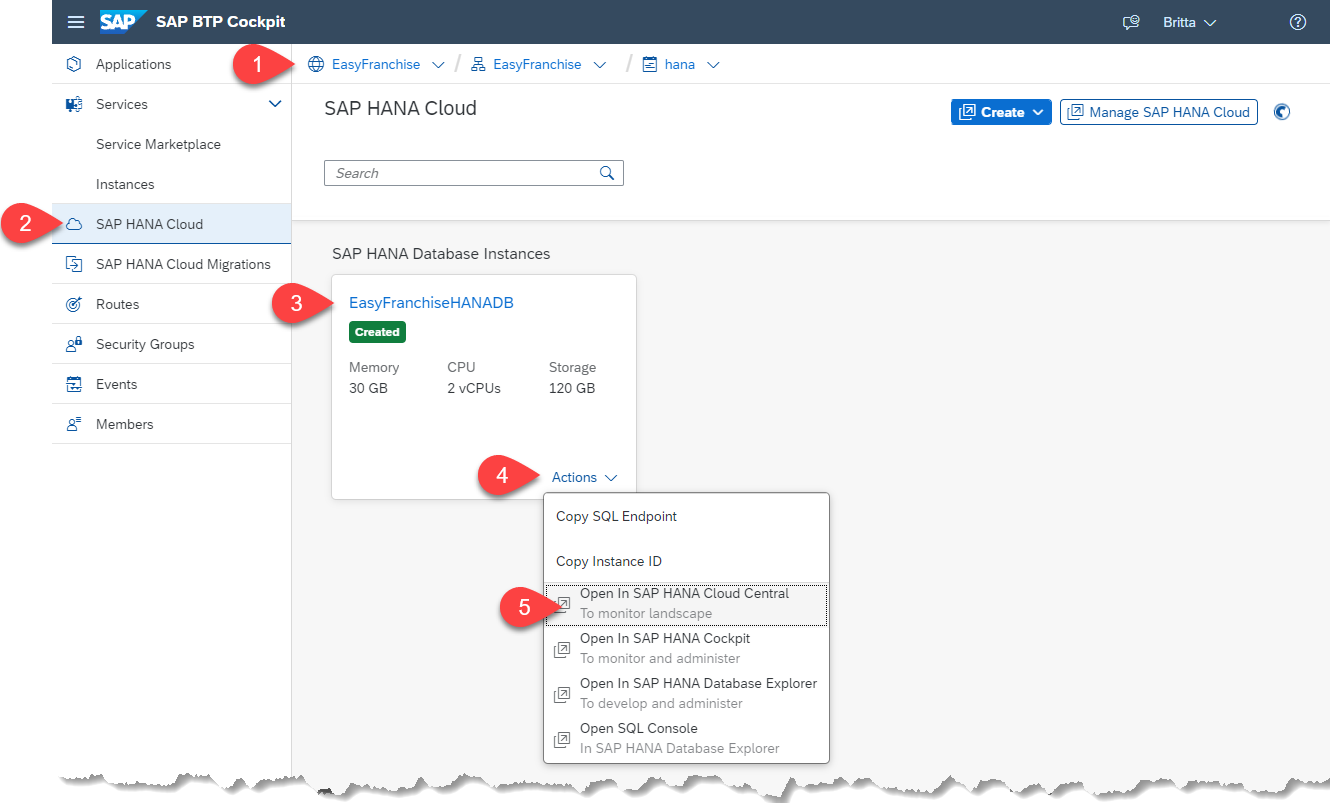 SAP SAP BTP Cockpit Britta
1 EasyFranchise / EasyFranchise / hana
Applications
Services
Service Marketplace
Instances
2 SAP HANA Cloud
SAP HANA Cloud Migrations
Routes
Security Groups
Events
Members
SAP HANA Cloud
Create
Manage SAP HANA Cloud
Search
SAP HANA Database Instances
3 EasyFranchiseHANADB
Created
Memory CPU Storage
30 GB 2 vCPUs 120 GB
4 Actions
Copy SQL Endpoint
Copy Instance ID
5 Open In SAP HANA Cloud Central
To monitor landscape
Open In SAP HANA Cockpit
To monitor and administer
Open In SAP HANA Database Explorer
To develop and administer
Open SQL Console
In SAP HANA Database Explorer